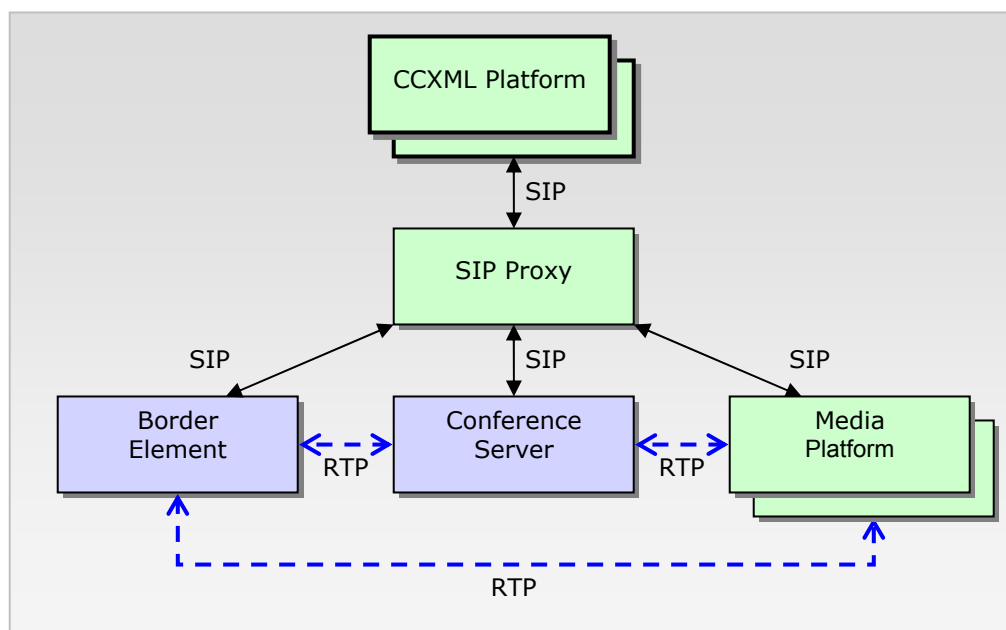 CCXML Platform
SIP
SIP Proxy
SIP
SIP
SIP
Border
Element
Conference
Server
Media
Platform
RTP
RTP
RTP